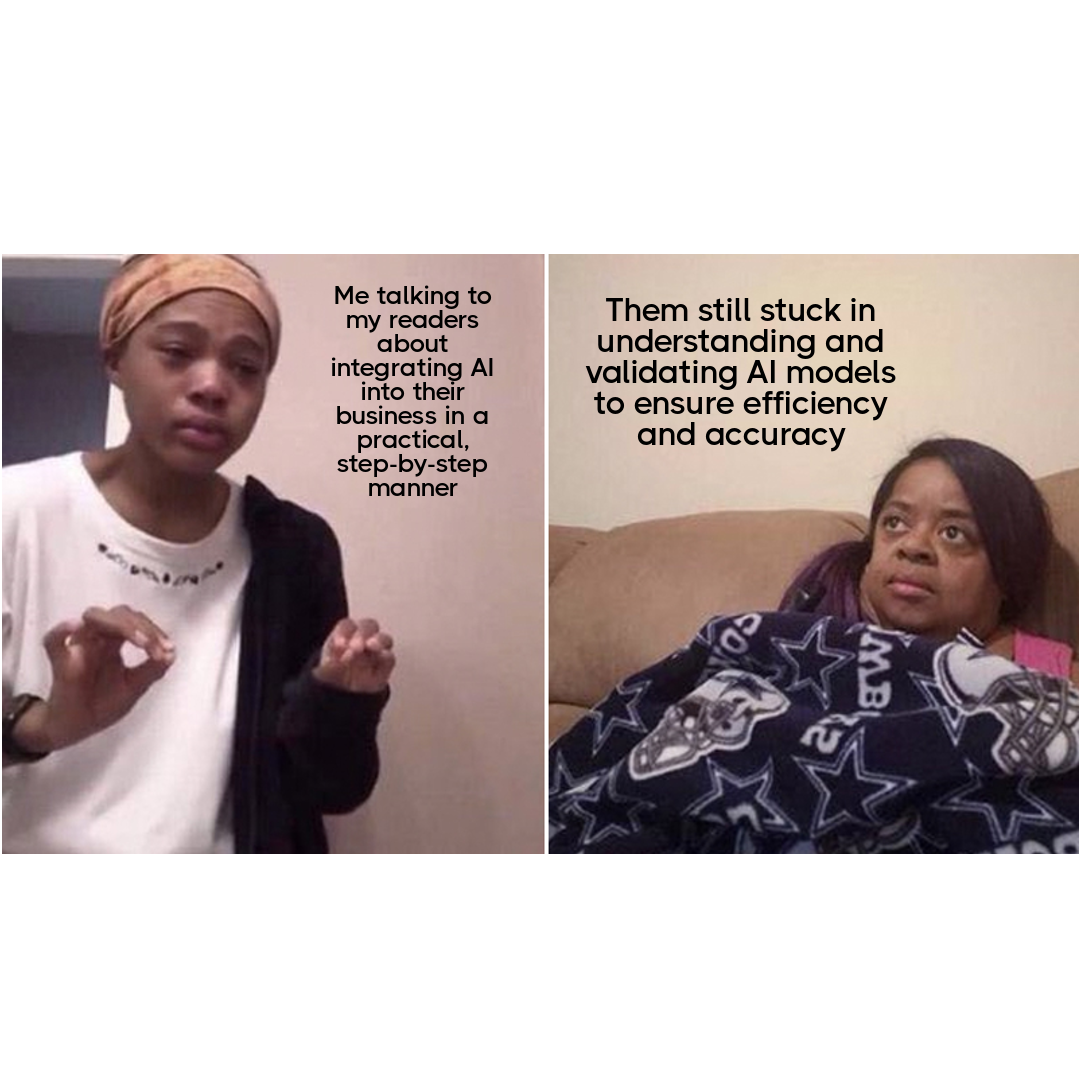 Me talking to
my readers
about
integrating AI
into their
business in a
practical,
step-by-step
manner
Them still stuck in
understanding and
validating AI models
to ensure efficiency
and accuracy